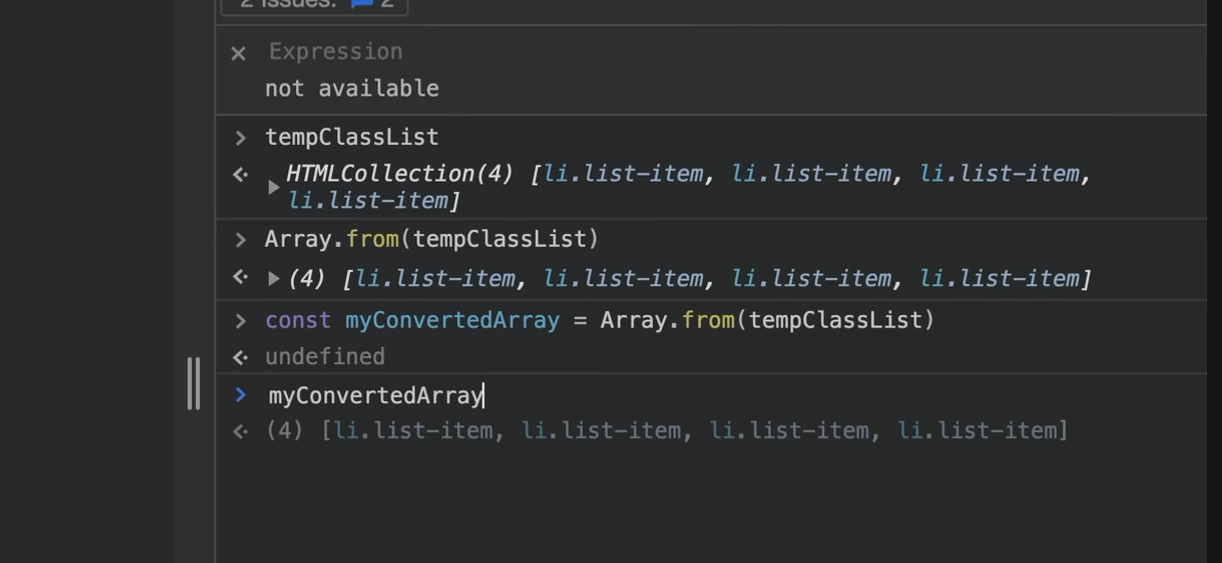 2 Issues: 2
× Expression
not available
> tempClassList
HTMLCollection(4) [li.list-item, li.list-item, li.list-item,
li.list-item]
> Array.from(tempClassList)
(4) [li.list-item, li.list-item, li.list-item, li.list-item]
> const myConvertedArray = Array.from(tempClassList)
undefined
> myConvertedArray
(4) [li.list-item, li.list-item, li.list-item, li.list-item]